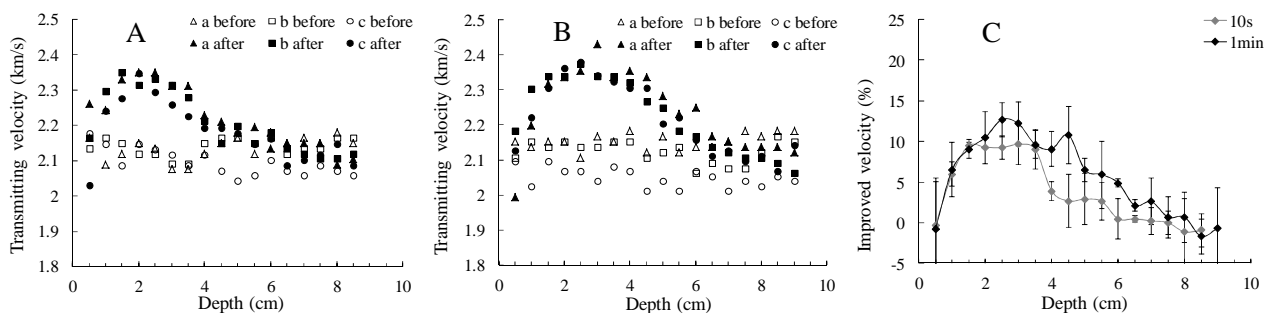 A
a before b before c before
a after b after c after
Transmitting velocity (km/s)
2.5
2.4
2.3
2.2
2.1
2
1.9
1.8
0 2 4 6 8 10
Depth (cm)
B
a before b before c before
a after b after c after
Transmitting velocity (km/s)
2.5
2.4
2.3
2.2
2.1
2
1.9
1.8
0 2 4 6 8 10
Depth (cm)
C
10s
1min
Improved velocity (%)
25
20
15
10
5
0
-5
0 2 4 6 8 10
Depth (cm)